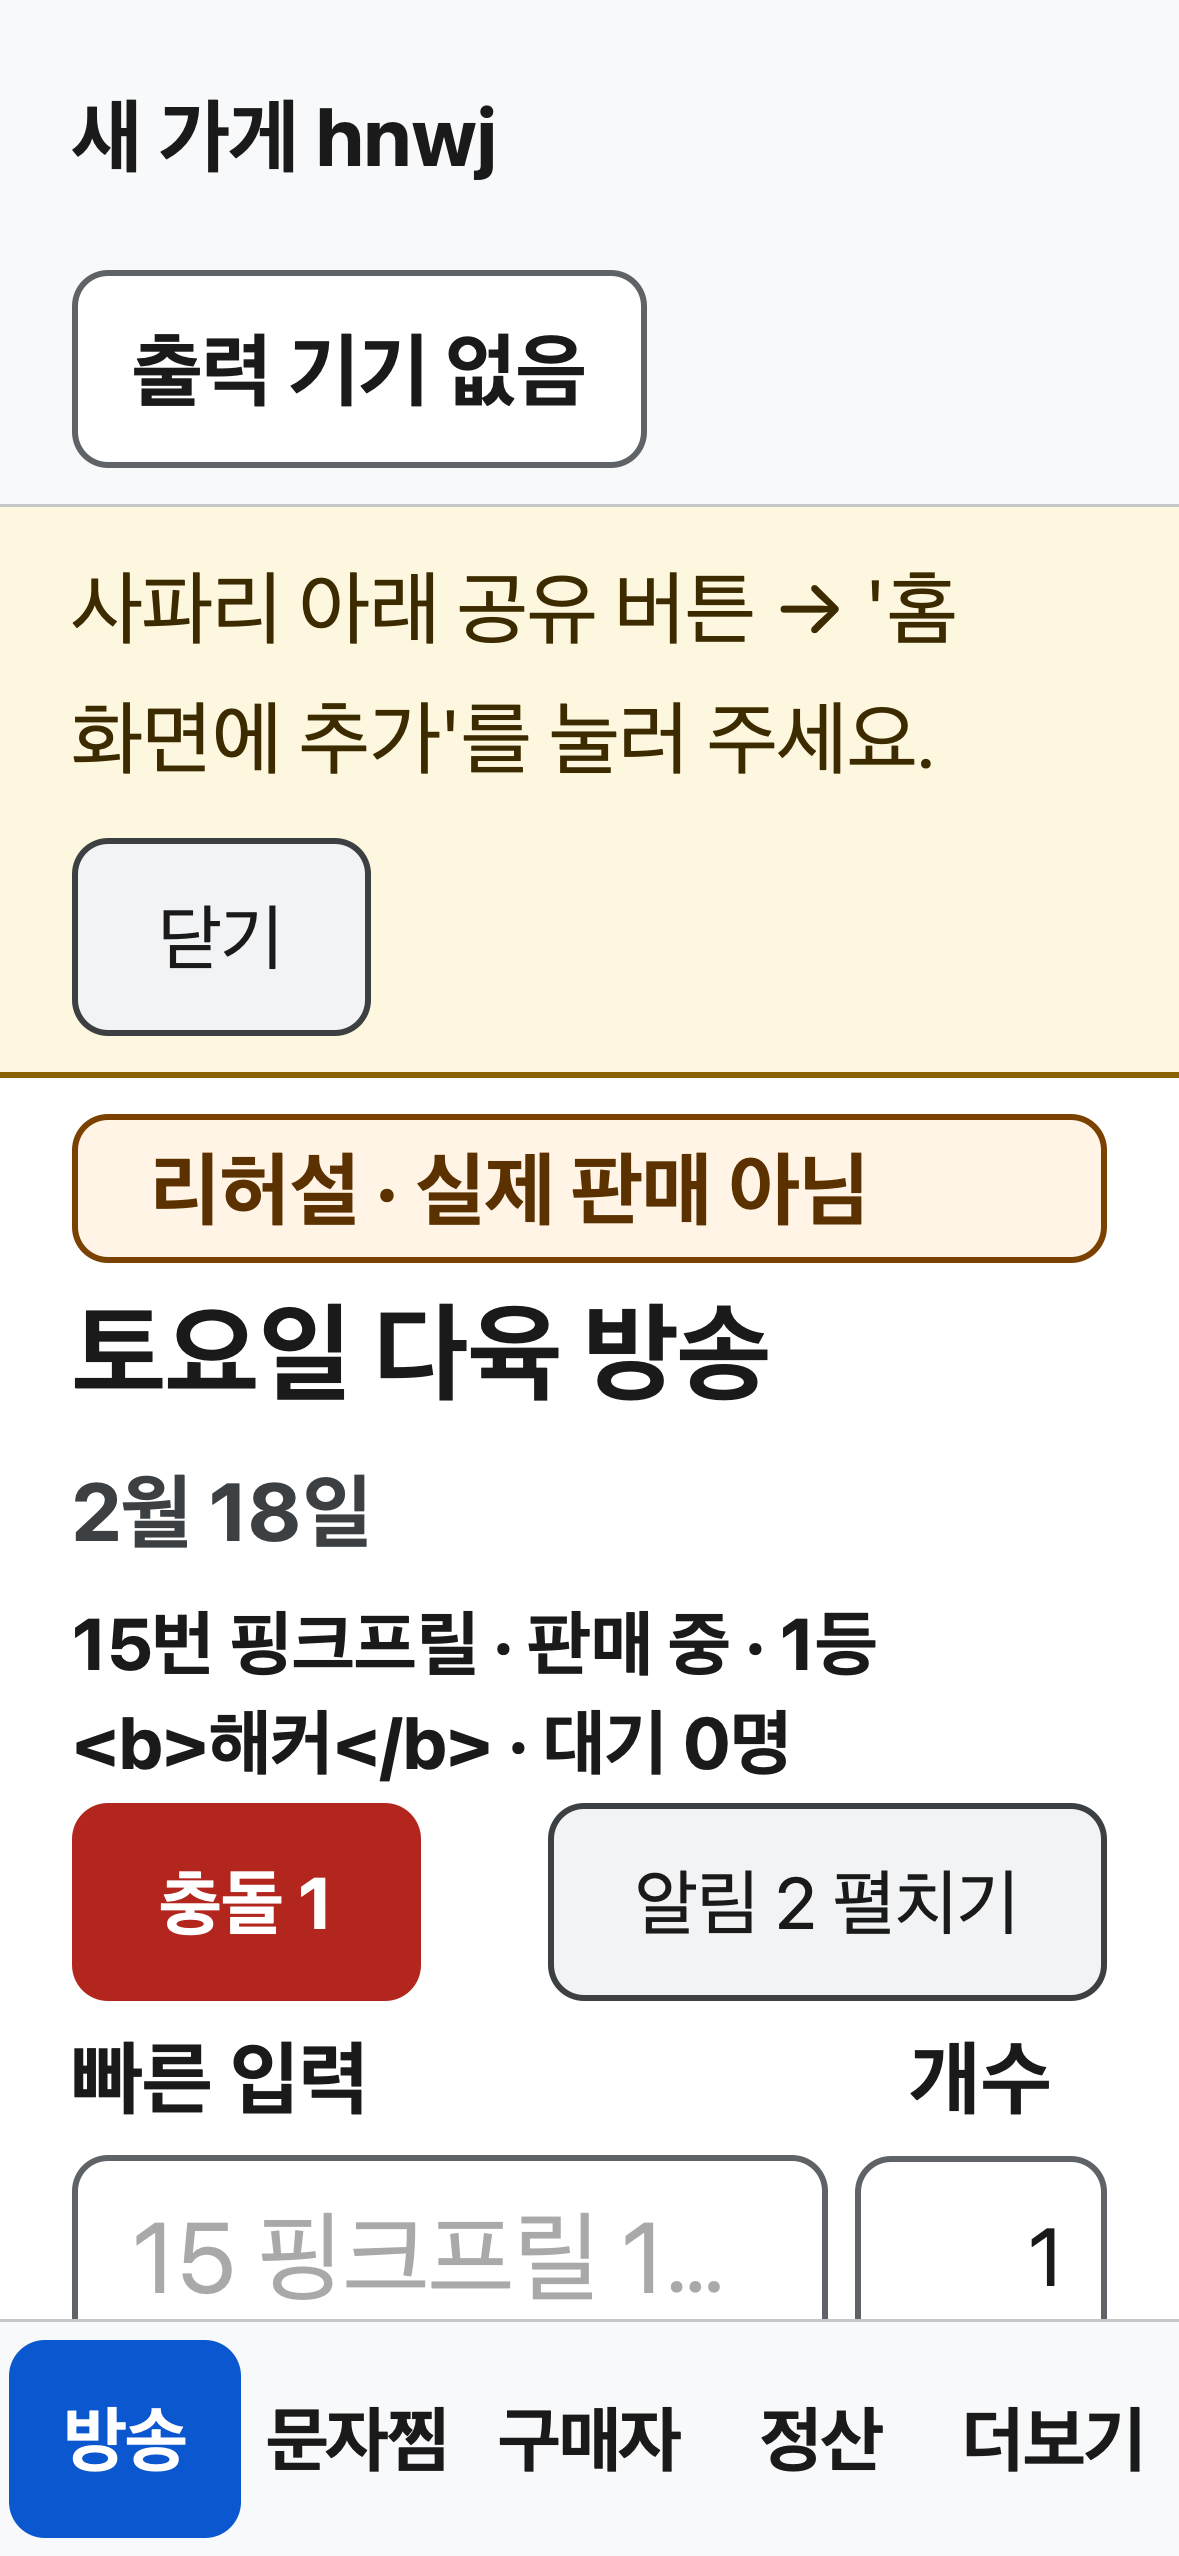 새 가게 hnwj
출력 기기 없음
사파리 아래 공유 버튼 → '홈
화면에 추가'를 눌러 주세요.
닫기
리허설 · 실제 판매 아님
토요일 다육 방송
2월 18일
15번 핑크프릴 · 판매 중 · 1등
<b>해커</b> · 대기 0명
충돌 1
알림 2 펼치기
빠른 입력
개수
15 핑크프릴 1...
1
방송
문자찜
구매자
정산
더보기